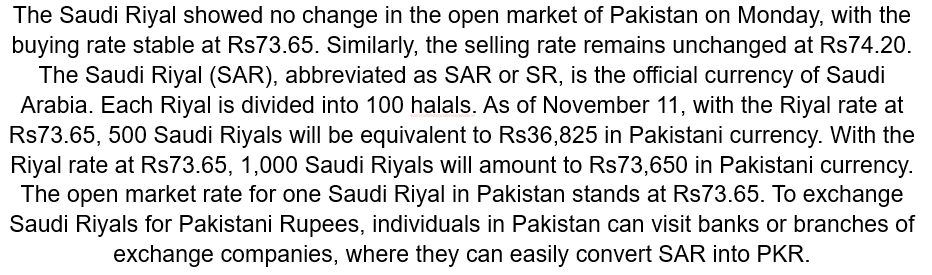 The Saudi Riyal showed no change in the open market of Pakistan on Monday, with the
buying rate stable at Rs73.65. Similarly, the selling rate remains unchanged at Rs74.20.
The Saudi Riyal (SAR), abbreviated as SAR or SR, is the official currency of Saudi
Arabia. Each Riyal is divided into 100 halals. As of November 11, with the Riyal rate at
Rs73.65, 500 Saudi Riyals will be equivalent to Rs36,825 in Pakistani currency. With the
Riyal rate at Rs73.65, 1,000 Saudi Riyals will amount to Rs73,650 in Pakistani currency.
The open market rate for one Saudi Riyal in Pakistan stands at Rs73.65. To exchange
Saudi Riyals for Pakistani Rupees, individuals in Pakistan can visit banks or branches of
exchange companies, where they can easily convert SAR into PKR.